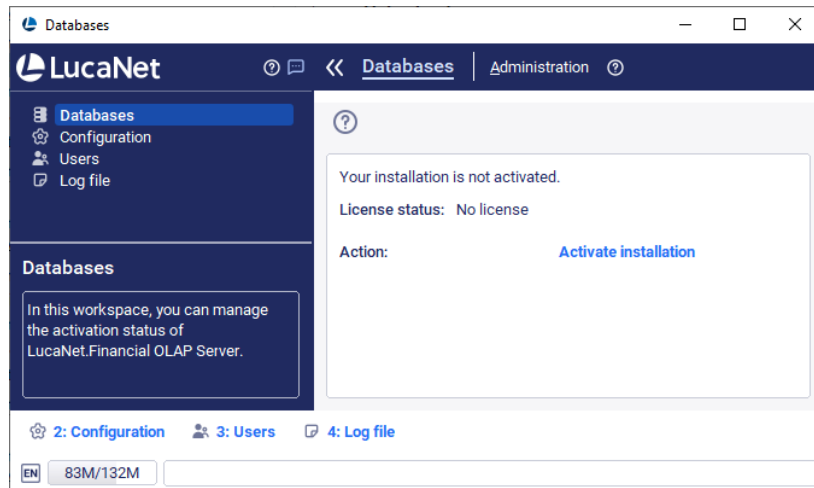 Databases
LucaNet
Databases
Administration
Databases
Configuration
Users
Log file
Your installation is not activated.
License status: No license
Action: Activate installation
Databases
In this workspace, you can manage
the activation status of
LucaNet.Financial OLAP Server.
2: Configuration 3: Users 4: Log file
EN 83M/132M